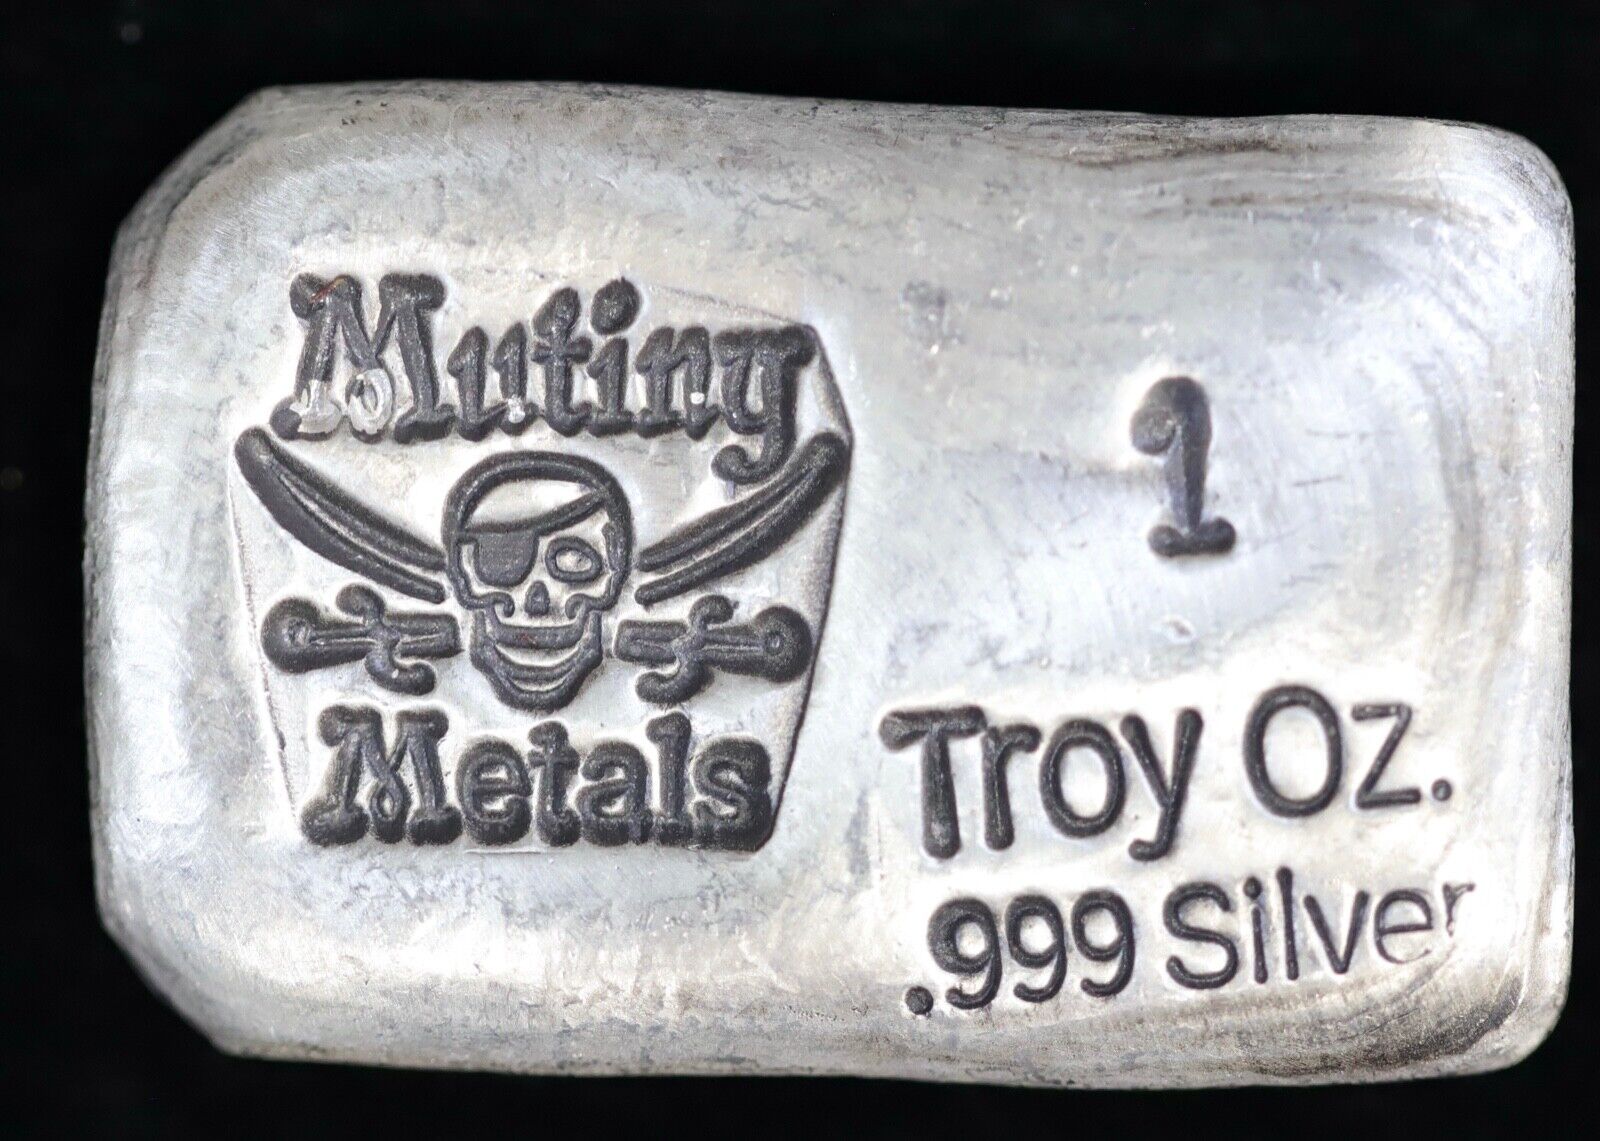 Mutiny
Metals
1
Troy Oz.
.999 Silver